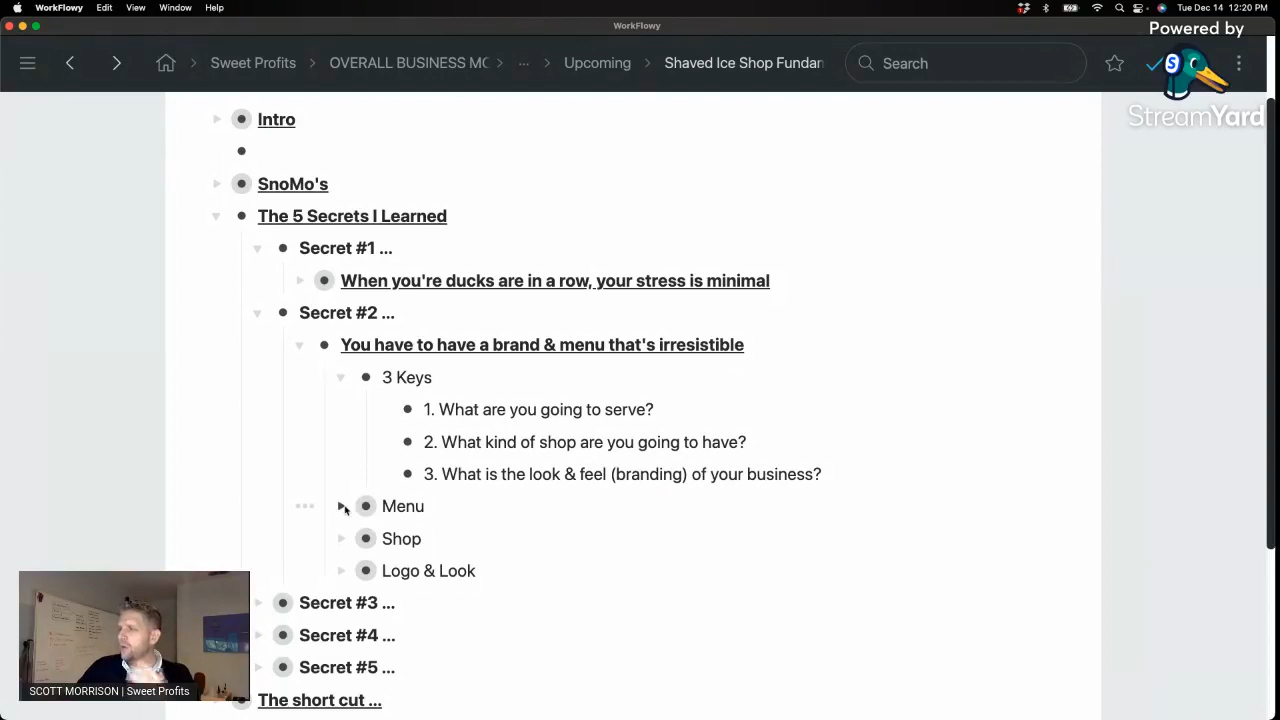 WorkFlowy Edit View Window Help Tue Dec 14 12:20 PM
WorkFlowy
Powered by
Sweet Profits OVERALL BUSINESS MO ... Upcoming Shaved Ice Shop Fundam Search
S
StreamYard
Intro
SnoMo's
The 5 Secrets I Learned
Secret #1 ...
When you're ducks are in a row, your stress is minimal
Secret #2 ...
You have to have a brand & menu that's irresistible
3 Keys
1. What are you going to serve?
2. What kind of shop are you going to have?
3. What is the look & feel (branding) of your business?
Menu
Shop
Logo & Look
Secret #3 ...
Secret #4 ...
Secret #5 ...
SCOTT MORRISON | Sweet Profits
The short cut ...